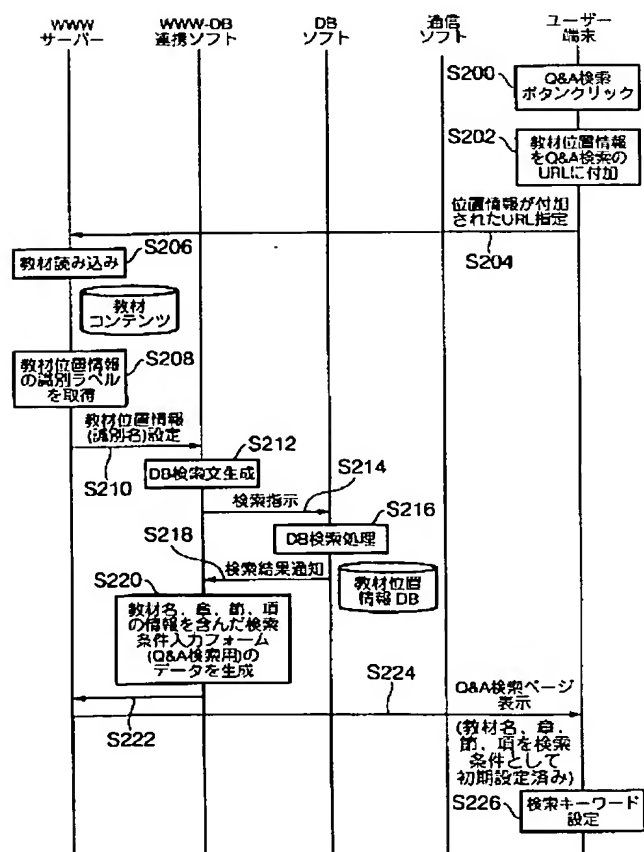 WWW
サーバー
WWW-DB
連携ソフト
DB
ソフト
通信
ソフト
ユーザー
端末
S200
Q&A検索
ボタンクリック
S202
教材位置情報
をQ&A検索の
URLに付加
位置情報が付加
されたURL指定
S204
S206
教材読み込み
教材
コンテンツ
S208
教材位置情報
の識別ラベル
を取得
教材位置情報
(識別名)設定
S210
S212
DB検索文生成
S214
検索指示
S216
DB検索処理
S218
検索結果通知
教材位置
情報DB
S220
教材名、章、節、項
の情報を含んだ検索
条件入力フォーム
(Q&A検索用)の
データを生成
S222
S224
Q&A検索ページ
表示
(教材名、章、
節、項を検索
条件として
初期設定済み)
S226
検索キーワード
設定